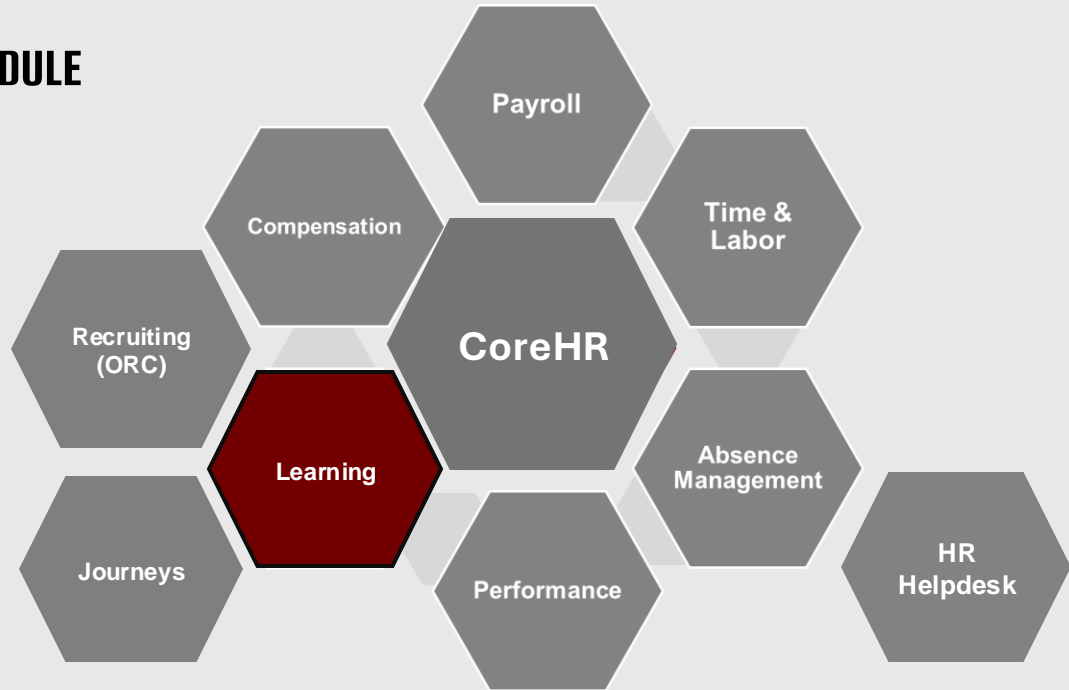 DULE
Payroll
Compensation
Time &
Labor
Recruiting
(ORC)
CoreHR
Learning
Absence
Management
Journeys
Performance
HR
Helpdesk